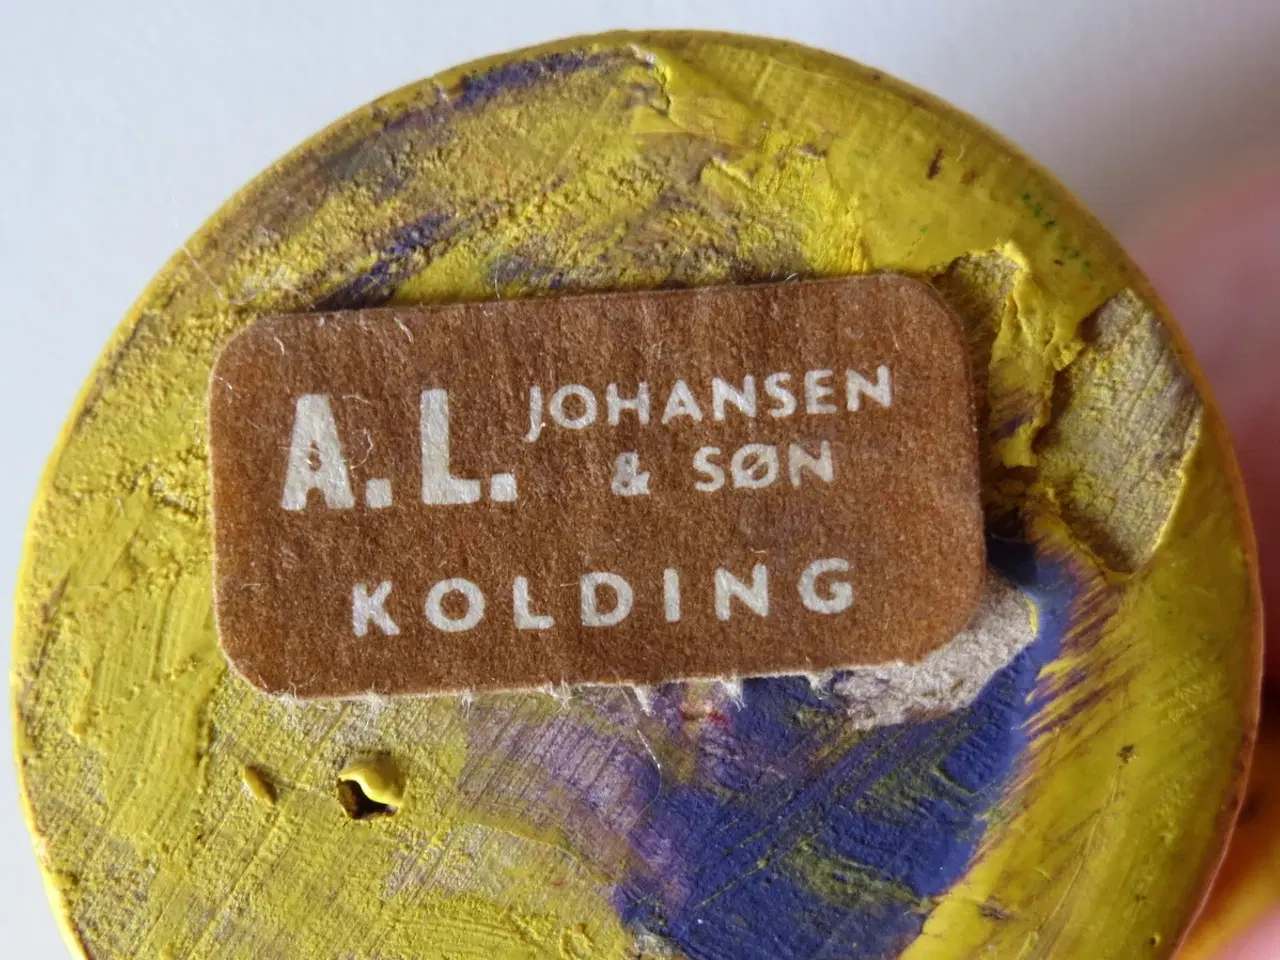 A.L. JOHANSEN
& SØN
KOLDING